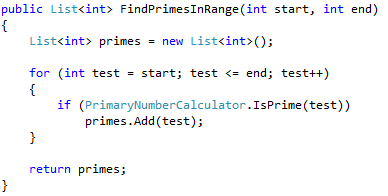 public List<int> FindPrimesInRange(int start, int end)
{
    List<int> primes = new List<int>();

    for (int test = start; test <= end; test++)
    {
        if (PrimaryNumberCalculator.IsPrime(test))
            primes.Add(test);
    }

    return primes;
}